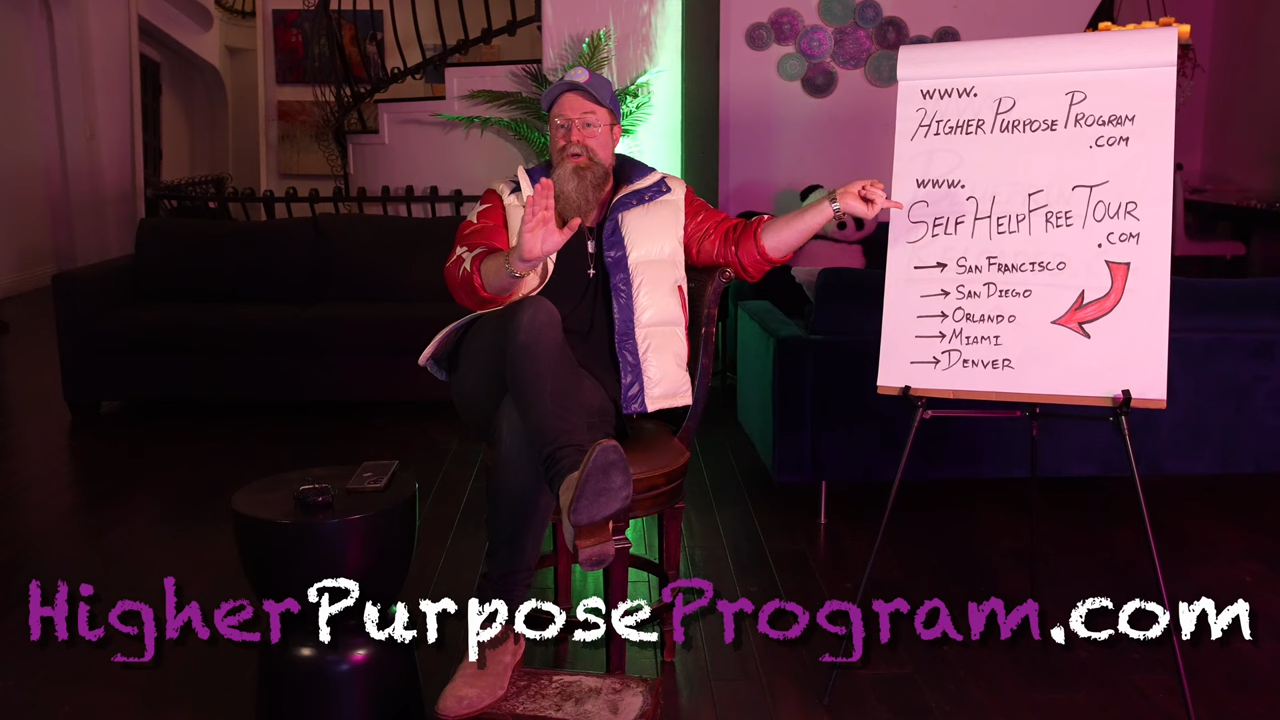 www.
HigherPurposeProgram
.com
www.
SelfHelpFreeTour
.com
→ San Francisco
→ San Diego
→ Orlando
→ Miami
→ Denver
HigherPurposeProgram.com